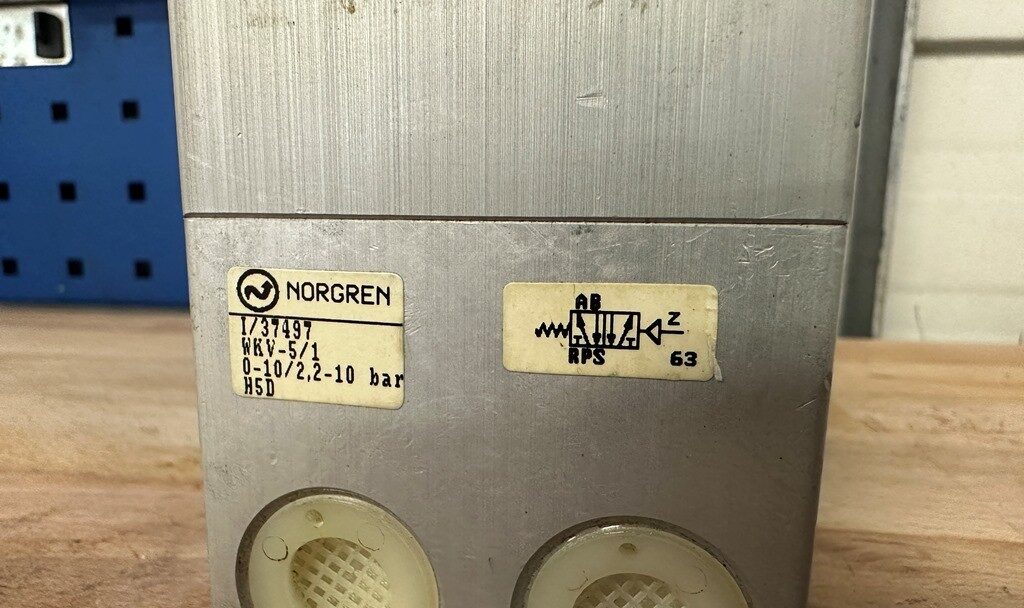 NORGREN
I/37497
WKV-5/1
0-10/2,2-10 bar
H5D
AB
Z
RPS
63